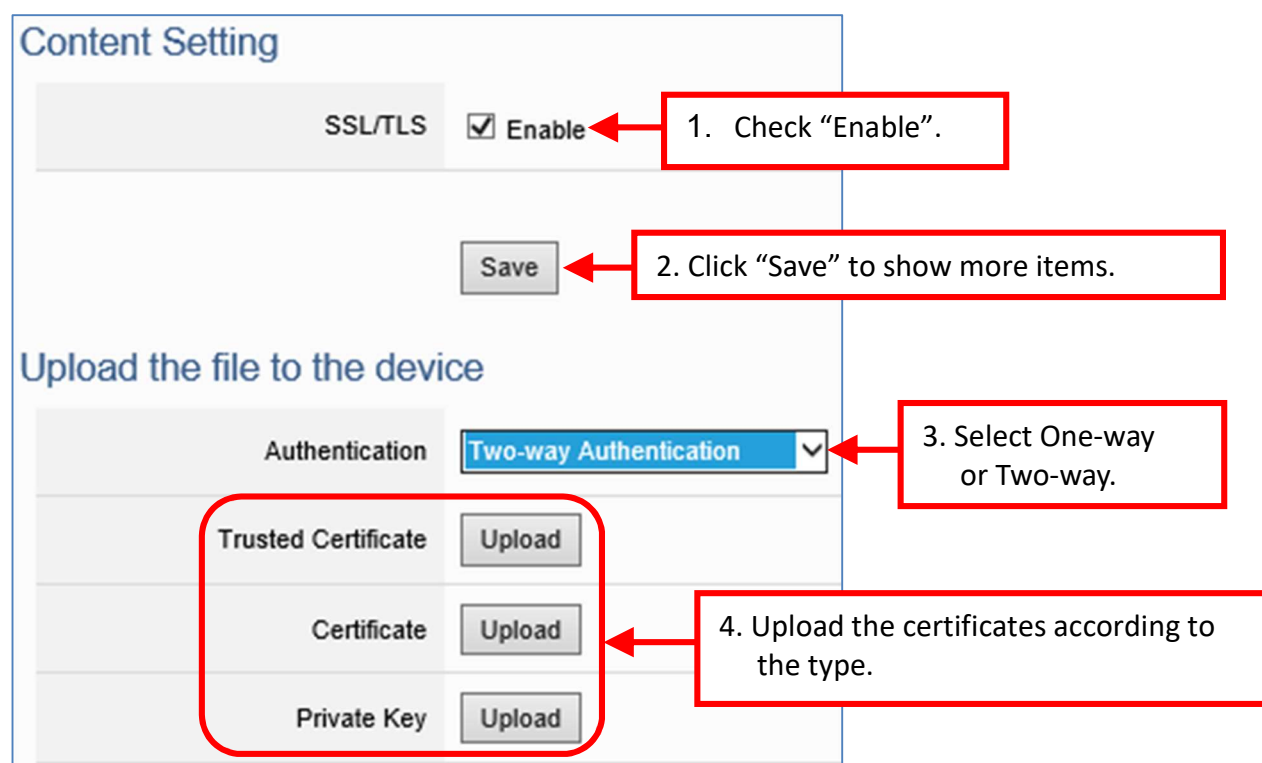 Content Setting
SSL/TLS Enable
1. Check “Enable”.
Save
2. Click “Save” to show more items.
Upload the file to the device
Authentication Two-way Authentication
3. Select One-way
or Two-way.
Trusted Certificate Upload
Certificate Upload
4. Upload the certificates according to
the type.
Private Key Upload